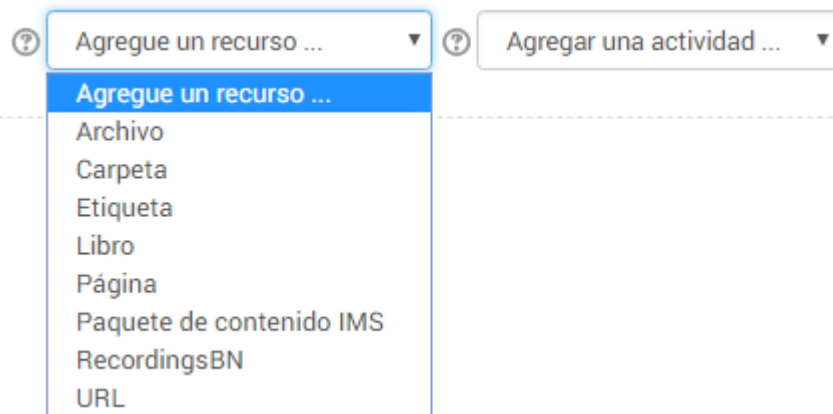 Agregue un recurso ... Agregar una actividad ...
Agregue un recurso ...
Archivo
Carpeta
Etiqueta
Libro
Página
Paquete de contenido IMS
RecordingsBN
URL